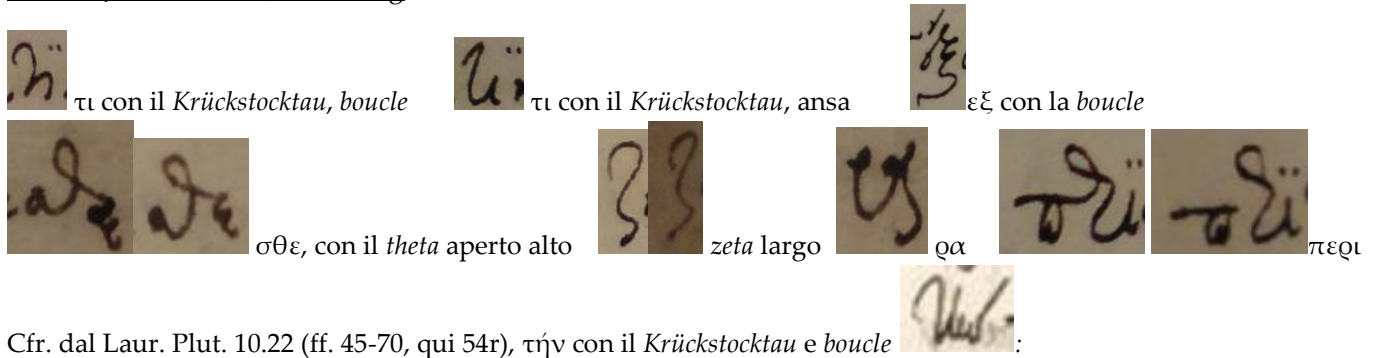 τι con il Krückstocktau, boucle τι con il Krückstocktau, ansa εξ con la boucle
σθε, con il theta aperto alto zeta largo ρα περι
Cfr. dal Laur. Plut. 10.22 (ff. 45-70, qui 54r), τήν con il Krückstocktau e boucle :